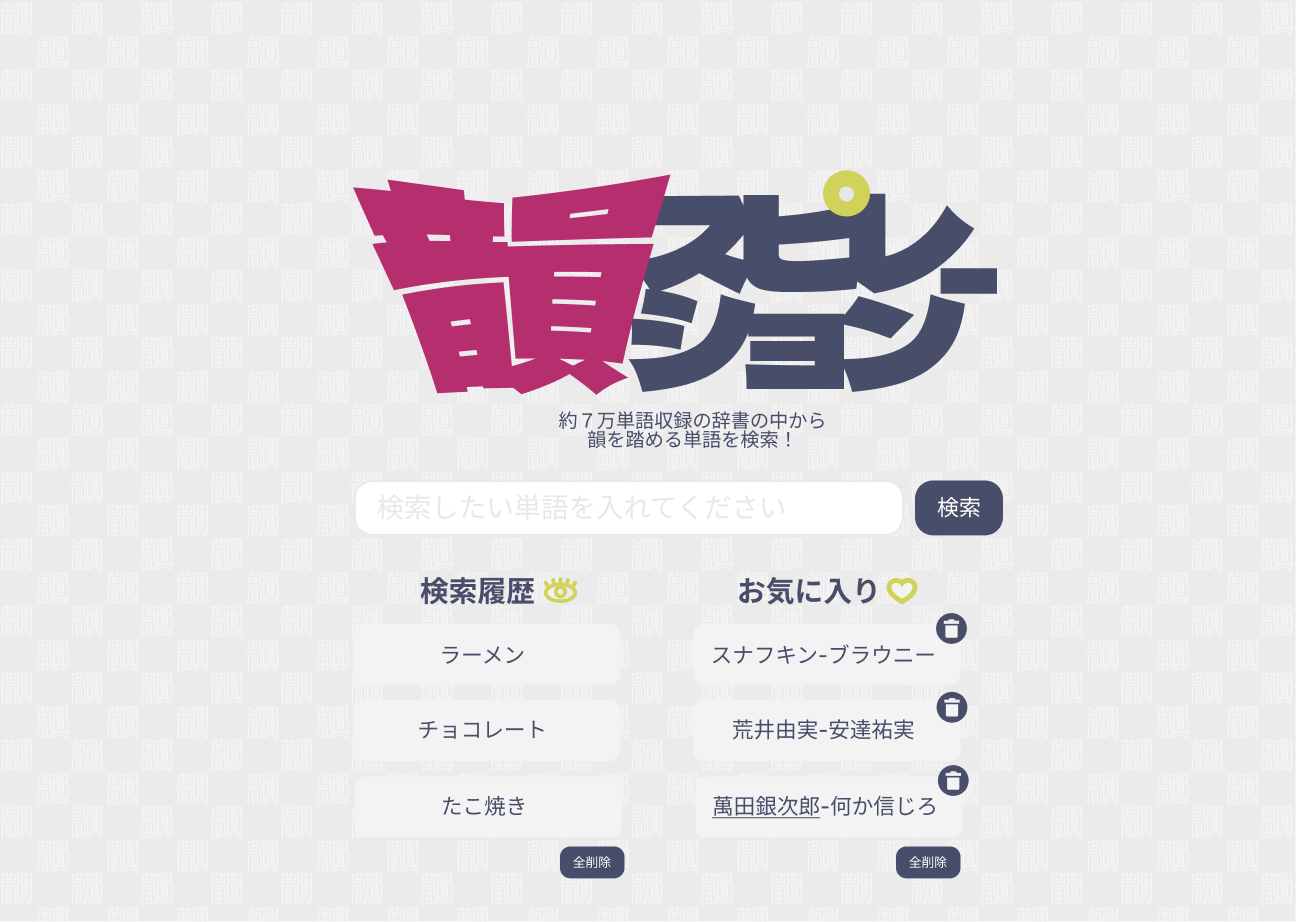 韻スピレーション
約７万単語収録の辞書の中から
韻を踏める単語を検索！
検索したい単語を入れてください
検索
検索履歴
お気に入り
ラーメン
スナフキン-ブラウニー
チョコレート
荒井由実-安達祐実
たこ焼き
萬田銀次郎-何か信じろ
全削除
全削除